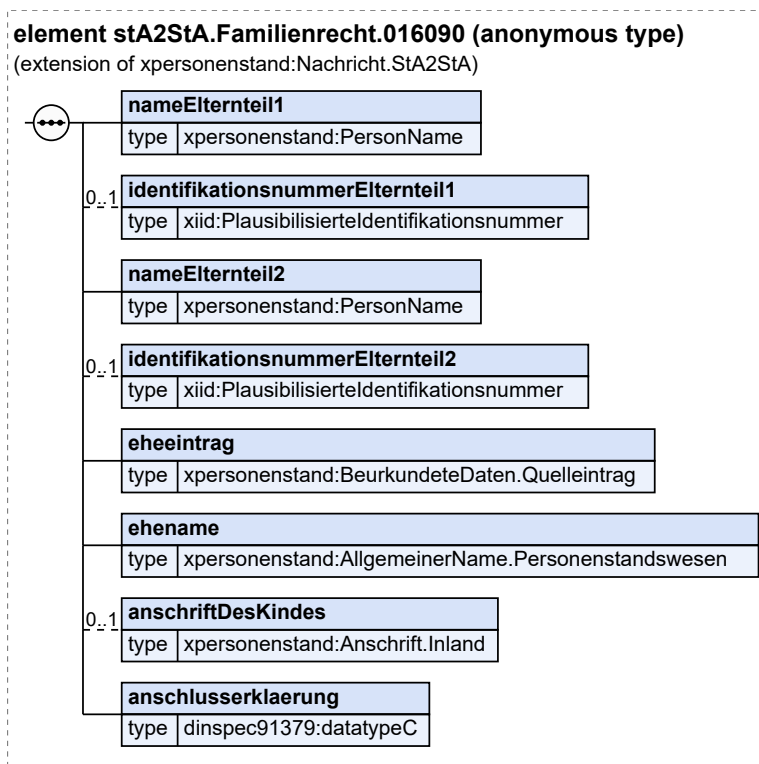 element stA2StA.Familienrecht.016090 (anonymous type)
(extension of xpersonenstand:Nachricht.StA2StA)
nameElternteil1
type xpersonenstand:PersonName
0..1 identifikationsnummerElternteil1
type xiid:PlausibilisierteIdentifikationsnummer
nameElternteil2
type xpersonenstand:PersonName
0..1 identifikationsnummerElternteil2
type xiid:PlausibilisierteIdentifikationsnummer
eheeintrag
type xpersonenstand:BeurkundeteDaten.Quelleintrag
ehename
type xpersonenstand:AllgemeinerName.Personenstandswesen
0..1 anschriftDesKindes
type xpersonenstand:Anschrift.Inland
anschlusserklaerung
type dinspec91379:datatypeC